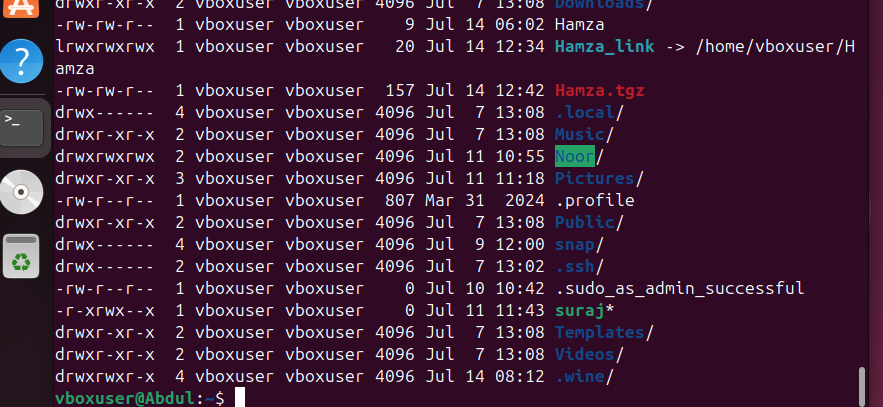 drwxr-xr-x  2 vboxuser vboxuser 4096 Jul  7 13:08 Downloads/
-rw-rw-r--  1 vboxuser vboxuser    9 Jul 14 06:02 Hamza
lrwxrwxrwx  1 vboxuser vboxuser   20 Jul 14 12:34 Hamza_link -> /home/vboxuser/H
amza
-rw-rw-r--  1 vboxuser vboxuser  157 Jul 14 12:42 Hamza.tgz
drwx------  4 vboxuser vboxuser 4096 Jul  7 13:08 .local/
drwxr-xr-x  2 vboxuser vboxuser 4096 Jul  7 13:08 Music/
drwxrwxrwx  2 vboxuser vboxuser 4096 Jul 11 10:55 Noor/
drwxr-xr-x  3 vboxuser vboxuser 4096 Jul 11 11:18 Pictures/
-rw-r--r--  1 vboxuser vboxuser  807 Mar 31  2024 .profile
drwxr-xr-x  2 vboxuser vboxuser 4096 Jul  7 13:08 Public/
drwx------  4 vboxuser vboxuser 4096 Jul  9 12:00 snap/
drwx------  2 vboxuser vboxuser 4096 Jul  7 13:02 .ssh/
-rw-r--r--  1 vboxuser vboxuser    0 Jul 10 10:42 .sudo_as_admin_successful
-r-xrwx--x  1 vboxuser vboxuser    0 Jul 11 11:43 suraj*
drwxr-xr-x  2 vboxuser vboxuser 4096 Jul  7 13:08 Templates/
drwxr-xr-x  2 vboxuser vboxuser 4096 Jul  7 13:08 Videos/
drwxrwxr-x  4 vboxuser vboxuser 4096 Jul 14 08:12 .wine/
vboxuser@Abdul:~$